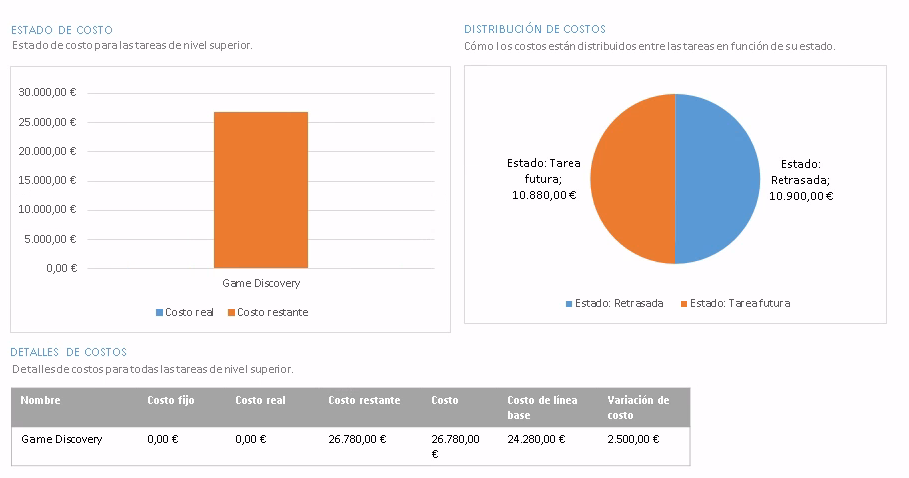 ESTADO DE COSTO
Estado de costo para las tareas de nivel superior.
30.000,00 €
25.000,00 €
20.000,00 €
15.000,00 €
10.000,00 €
5.000,00 €
0,00 €
Game Discovery
Costo real
Costo restante
DISTRIBUCIÓN DE COSTOS
Cómo los costos están distribuidos entre las tareas en función de su estado.
Estado: Tarea
futura;
10.880,00 €
Estado:
Retrasada;
10.900,00 €
Estado: Retrasada
Estado: Tarea futura
DETALLES DE COSTOS
Detalles de costos para todas las tareas de nivel superior.
Nombre Costo fijo Costo real Costo restante Costo Costo de línea Variación de
base costo
Game Discovery 0,00 € 0,00 € 26.780,00 € 26.780,00 24.280,00 € 2.500,00 €
€